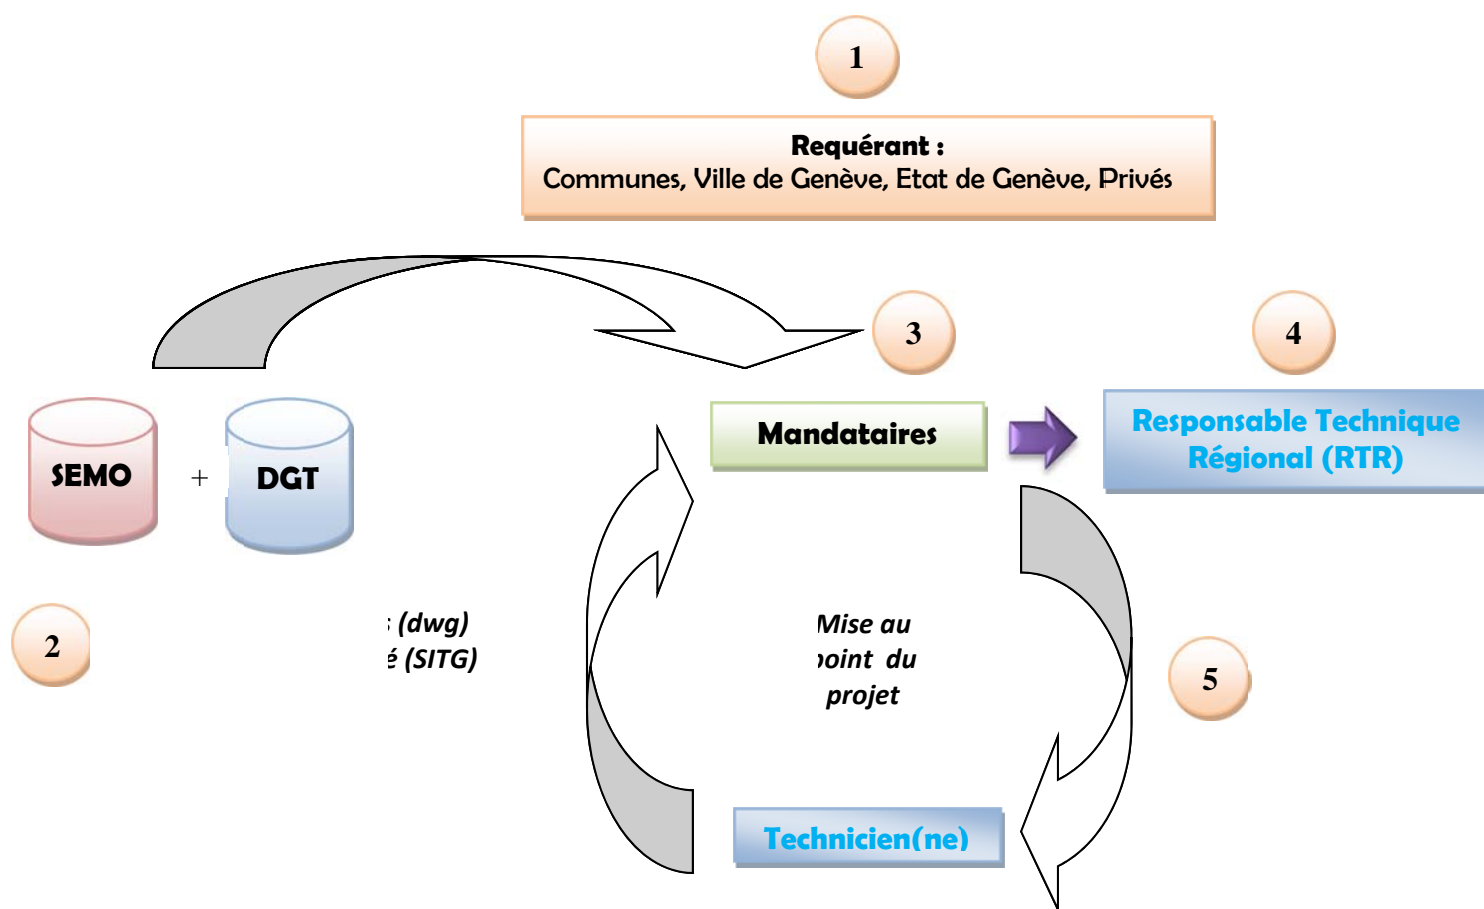 1
Requérant :
Communes, Ville de Genève, Etat de Genève, Privés
3
4
Mandataires
Responsable Technique
Régional (RTR)
SEMO
+
DGT
2
(dwg)
(SITG)
Mise au
point du
projet
5
Technicien(ne)